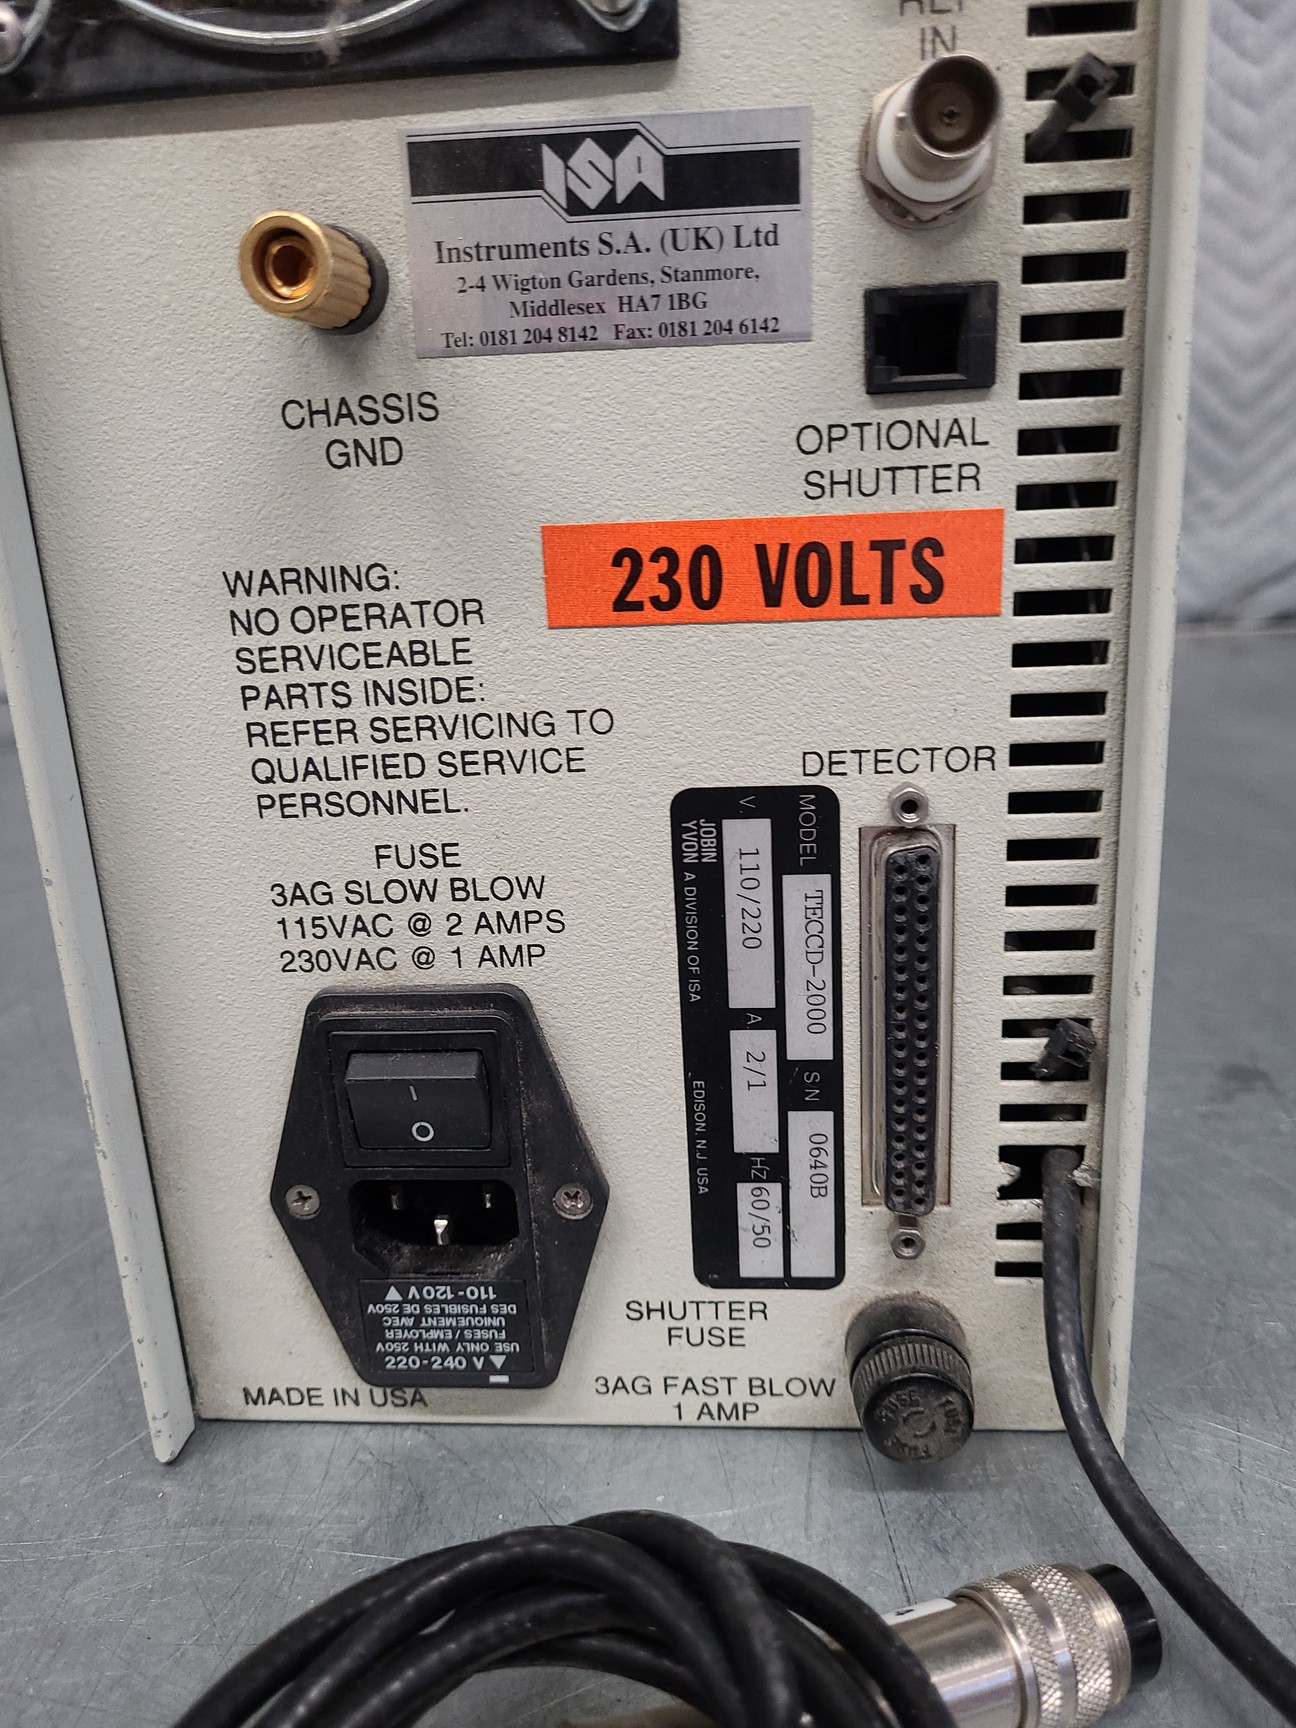 IN
ISA
Instruments S.A. (UK) Ltd
2-4 Wigton Gardens, Stanmore,
Middlesex HA7 1BG
Tel: 0181 204 8142 Fax: 0181 204 6142
CHASSIS
GND
OPTIONAL
SHUTTER
230 VOLTS
WARNING:
NO OPERATOR
SERVICEABLE
PARTS INSIDE:
REFER SERVICING TO
QUALIFIED SERVICE
PERSONNEL.
DETECTOR
FUSE
3AG SLOW BLOW
115VAC @ 2 AMPS
230VAC @ 1 AMP
MODEL TECCD-2000 S N 0640B
V. 110/220 A. 2/1 HZ 60/50
JOBIN
YVON A DIVISION OF ISA EDISON. N.J. USA
I
O
220-240 V
USE ONLY WITH 250V
FUSES / EMPLOYER
UNIQUEMENT AVEC
DES FUSIBLES DE 250V
110-120 V
SHUTTER
FUSE
3AG FAST BLOW
1 AMP
MADE IN USA
FUSE FUSE FUSE